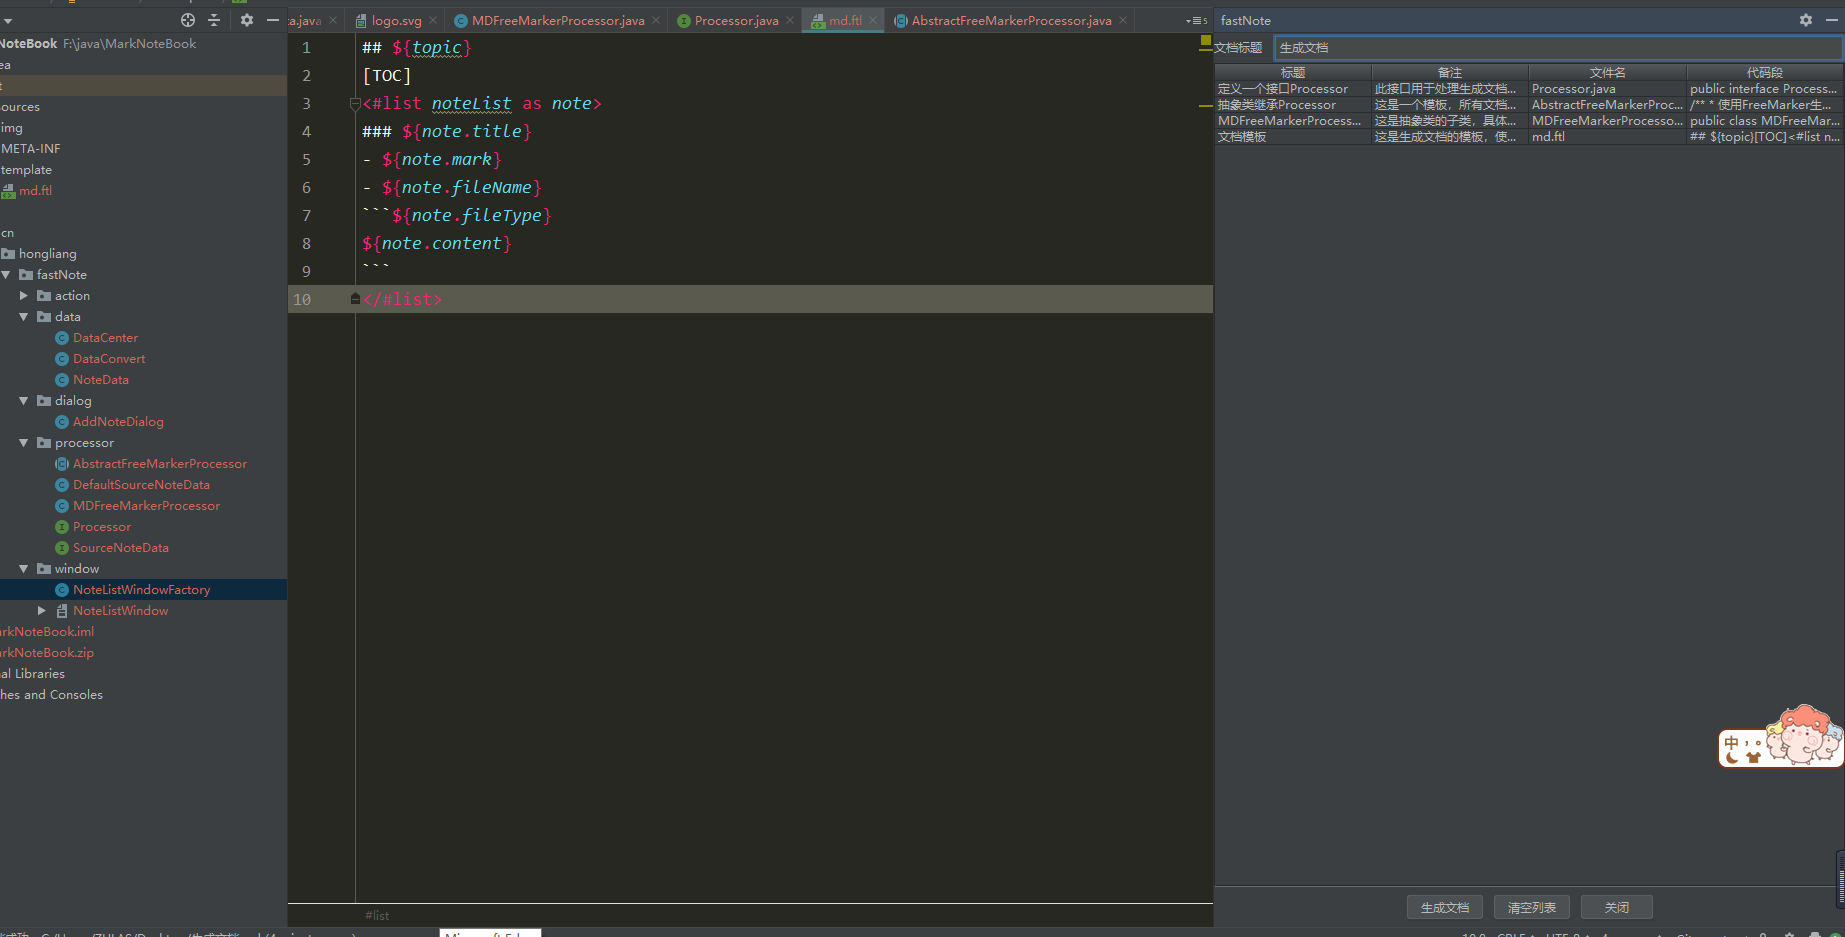 NoteBook F:\java\MarkNoteBook
ea
t
ources
img
META-INF
template
md.ftl
cn
hongliang
fastNote
action
data
DataCenter
DataConvert
NoteData
dialog
AddNoteDialog
processor
AbstractFreeMarkerProcessor
DefaultSourceNoteData
MDFreeMarkerProcessor
Processor
SourceNoteData
window
NoteListWindowFactory
NoteListWindow
arkNoteBook.iml
arkNoteBook.zip
al Libraries
hes and Consoles
ta.java logo.svg MDFreeMarkerProcessor.java Processor.java md.ftl AbstractFreeMarkerProcessor.java 5
1 ## ${topic}
2 [TOC]
3 <#list noteList as note>
4 ### ${note.title}
5 - ${note.mark}
6 - ${note.fileName}
7 ```${note.fileType}
8 ${note.content}
9 ```
10 </#list>
#list
fastNote
文档标题 生成文档
标题 备注 文件名 代码段
定义一个接口Processor 此接口用于处理生成文档... Processor.java public interface Process...
抽象类继承Processor 这是一个模板，所有文档... AbstractFreeMarkerProc... /** * 使用FreeMarker生...
MDFreeMarkerProcess... 这是抽象类的子类，具体... MDFreeMarkerProcesso... public class MDFreeMar...
文档模板 这是生成文档的模板，使... md.ftl ## ${topic}[TOC]<#list n...
中 ，。
生成文档 清空列表 关闭